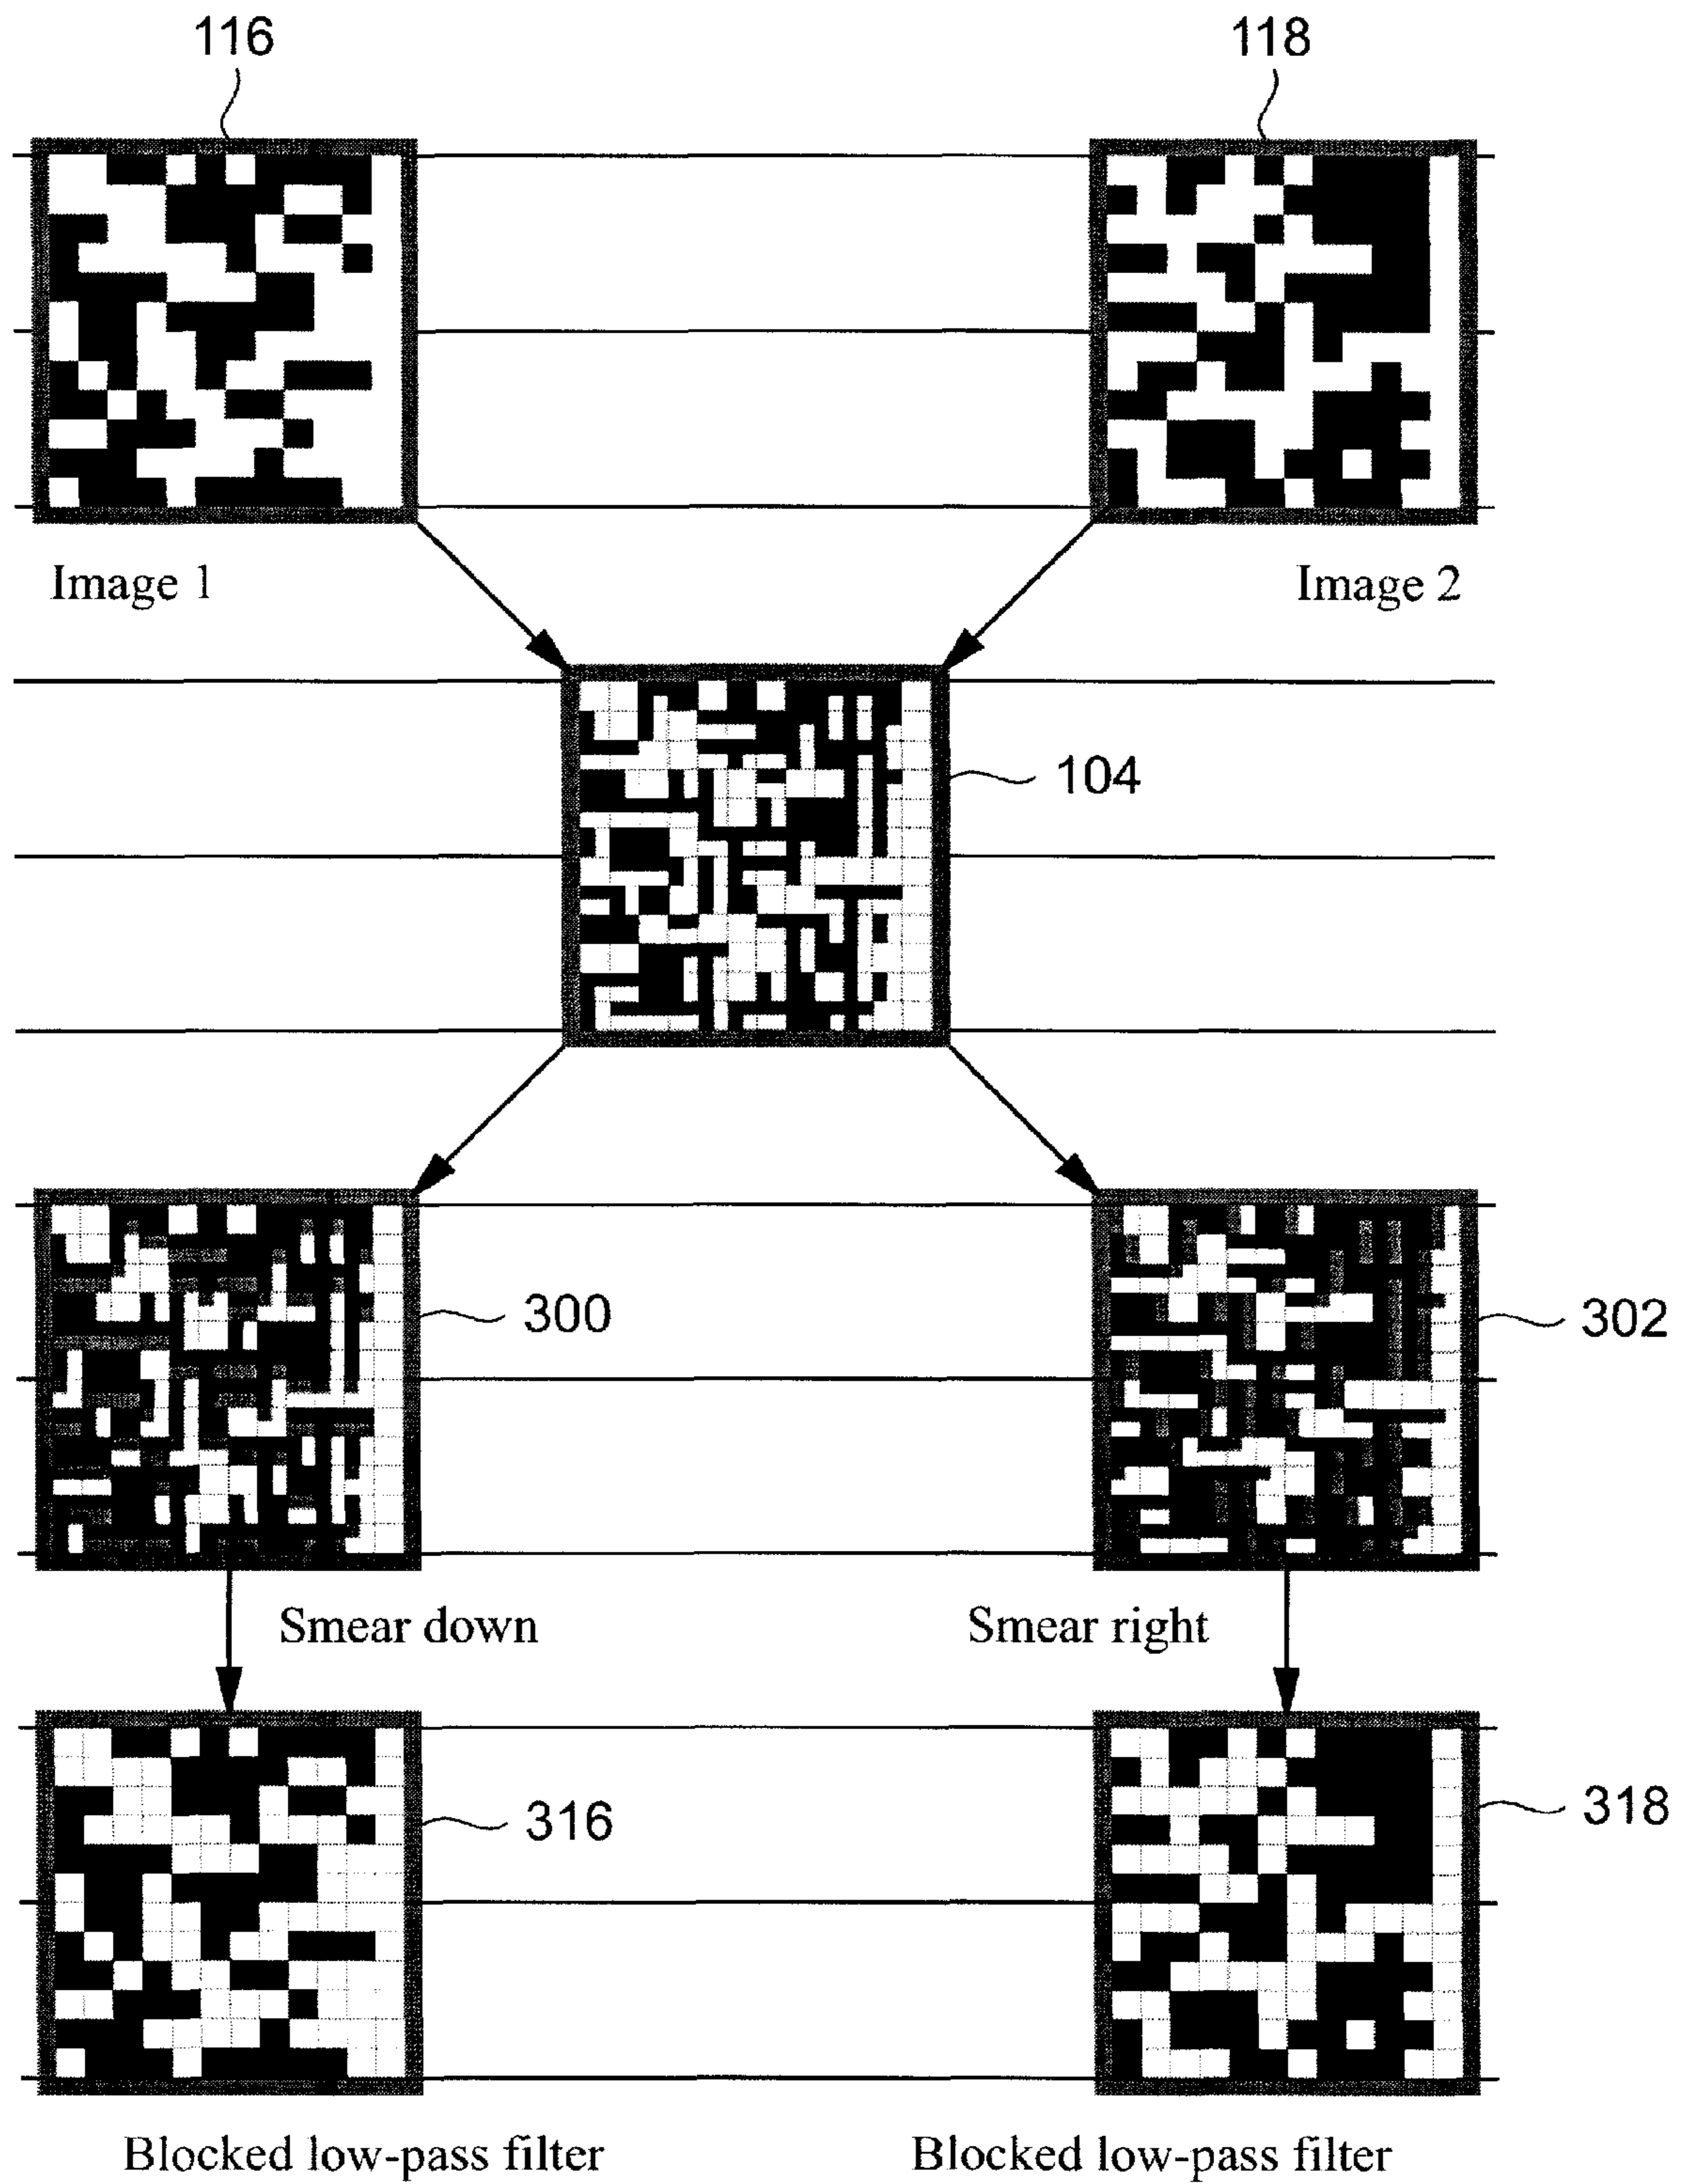 116 118
Image 1 Image 2
104
300 302
Smear down Smear right
316 318
Blocked low-pass filter Blocked low-pass filter